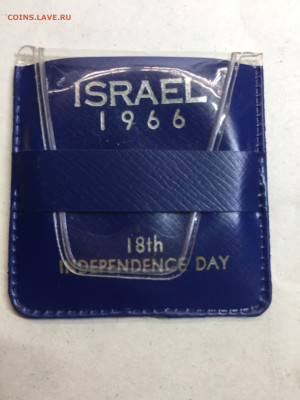 COINS.LAVE.RU
ISRAEL
1966
18th
INDEPENDENCE DAY